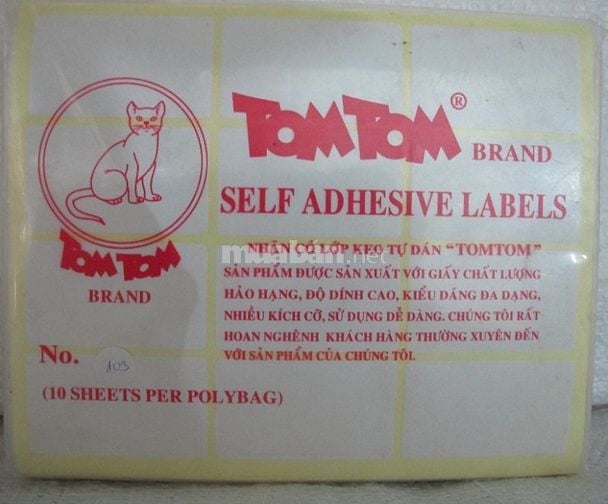 TOM TOM
BRAND
TOM TOM ® BRAND
SELF ADHESIVE LABELS
NHÃN CÓ LỚP KEO TỰ DÁN "TOMTOM"
SẢN PHẨM ĐƯỢC SẢN XUẤT VỚI GIẤY CHẤT LƯỢNG
HẢO HẠNG, ĐỘ DÍNH CAO, KIỂU DÁNG ĐA DẠNG,
NHIỀU KÍCH CỠ, SỬ DỤNG DỄ DÀNG. CHÚNG TÔI RẤT
HOAN NGHÊNH KHÁCH HÀNG THƯỜNG XUYÊN ĐẾN
VỚI SẢN PHẨM CỦA CHÚNG TÔI.
muaban.net
No. 103
(10 SHEETS PER POLYBAG)